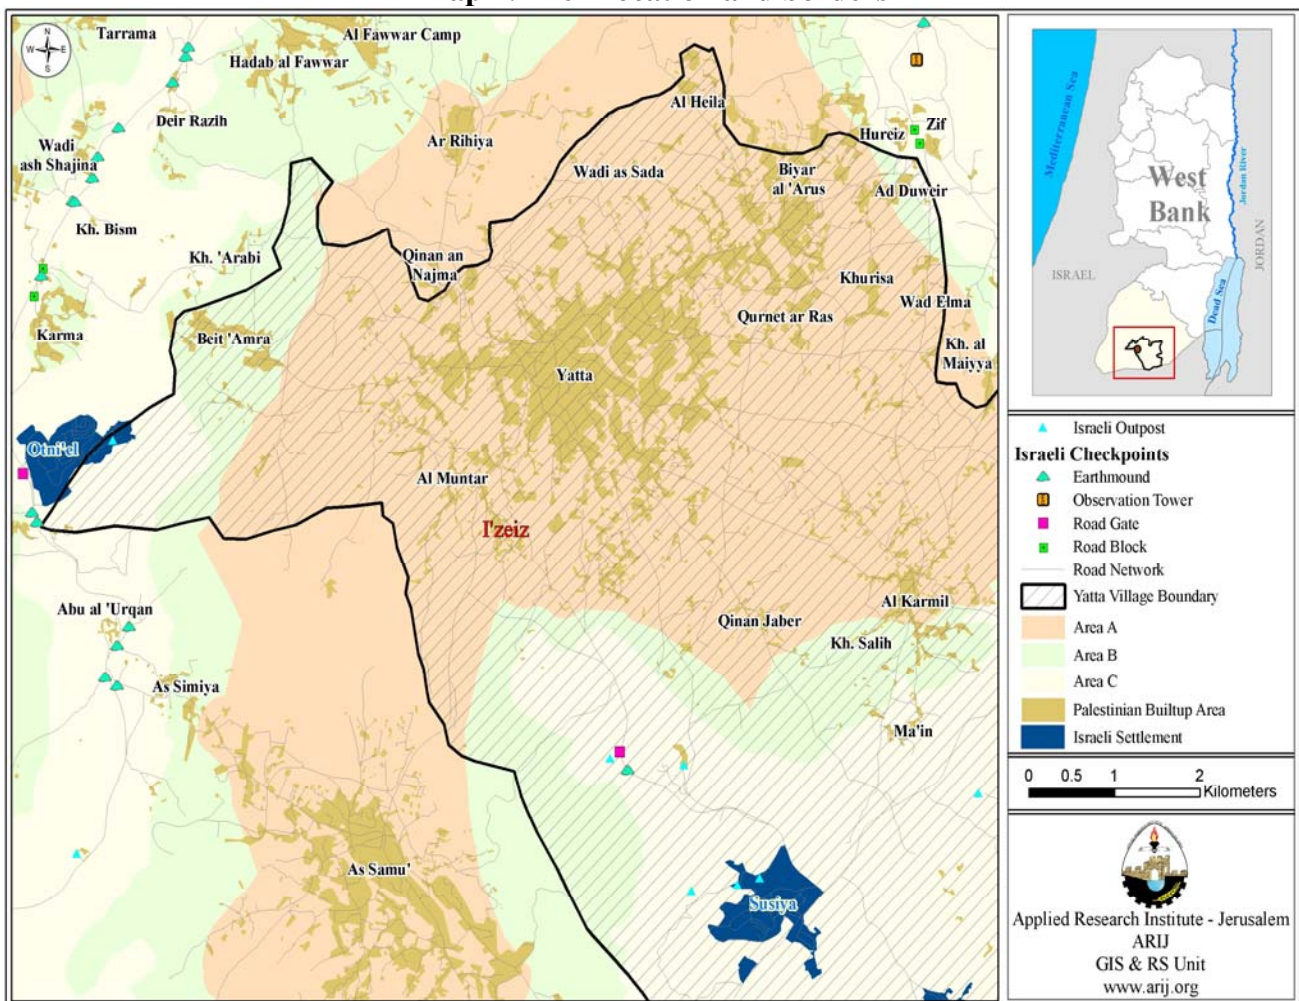 N
W E
S
Tarrama
Al Fawwar Camp
Hadab al Fawwar
Al Heila
Deir Razih
Ar Rihiya
Hureiz
Zif
Wadi
ash Shajina
Wadi as Sada
Biyar
al 'Arus
Ad Duweir
Kh. Bism
Kh. 'Arabi
Qinan an
Najma
Khurisa
Wad Elma
Qurnet ar Ras
Karma
Beit 'Amra
Kh. al
Maiyya
Yatta
Otni'el
Al Muntar
I'zeiz
Abu al 'Urqan
Al Karmil
Qinan Jaber
Kh. Salih
As Simiya
Ma'in
As Samu'
Susiya
Mediterranean Sea
West
Bank
Jordan River
JORDAN
ISRAEL
Dead Sea
Israeli Outpost
Israeli Checkpoints
Earthmound
Observation Tower
Road Gate
Road Block
Road Network
Yatta Village Boundary
Area A
Area B
Area C
Palestinian Builtup Area
Israeli Settlement
0 0.5 1 2
Kilometers
Applied Research Institute - Jerusalem
ARIJ
GIS & RS Unit
www.arij.org